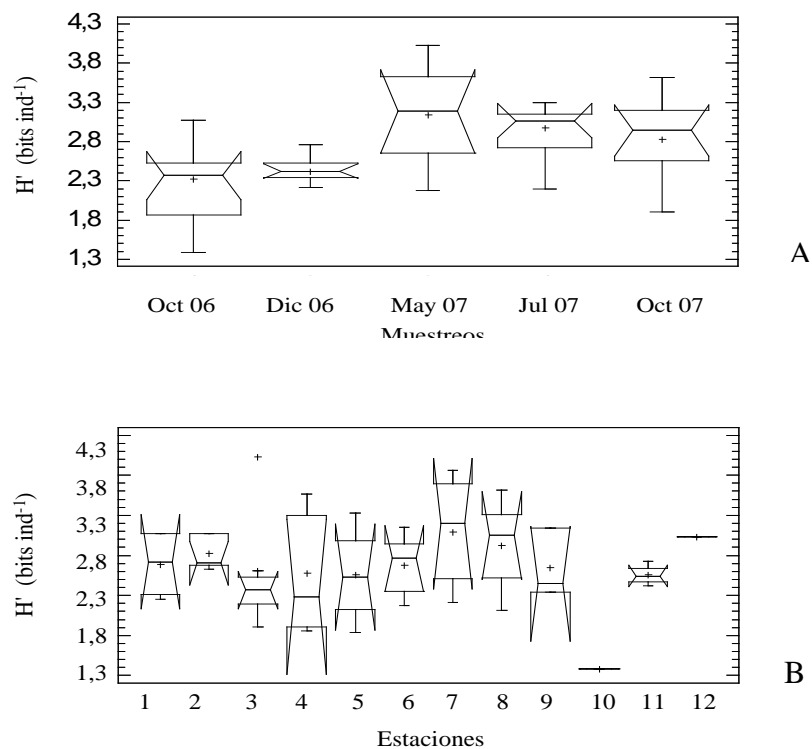 4,3
3,8
3,3
2,8
2,3
1,8
1,3
H' (bits ind-1)
Oct 06 Dic 06 May 07 Jul 07 Oct 07
Muestreos
A
4,3
3,8
3,3
2,8
2,3
1,8
1,3
H' (bits ind-1)
1 2 3 4 5 6 7 8 9 10 11 12
Estaciones
B